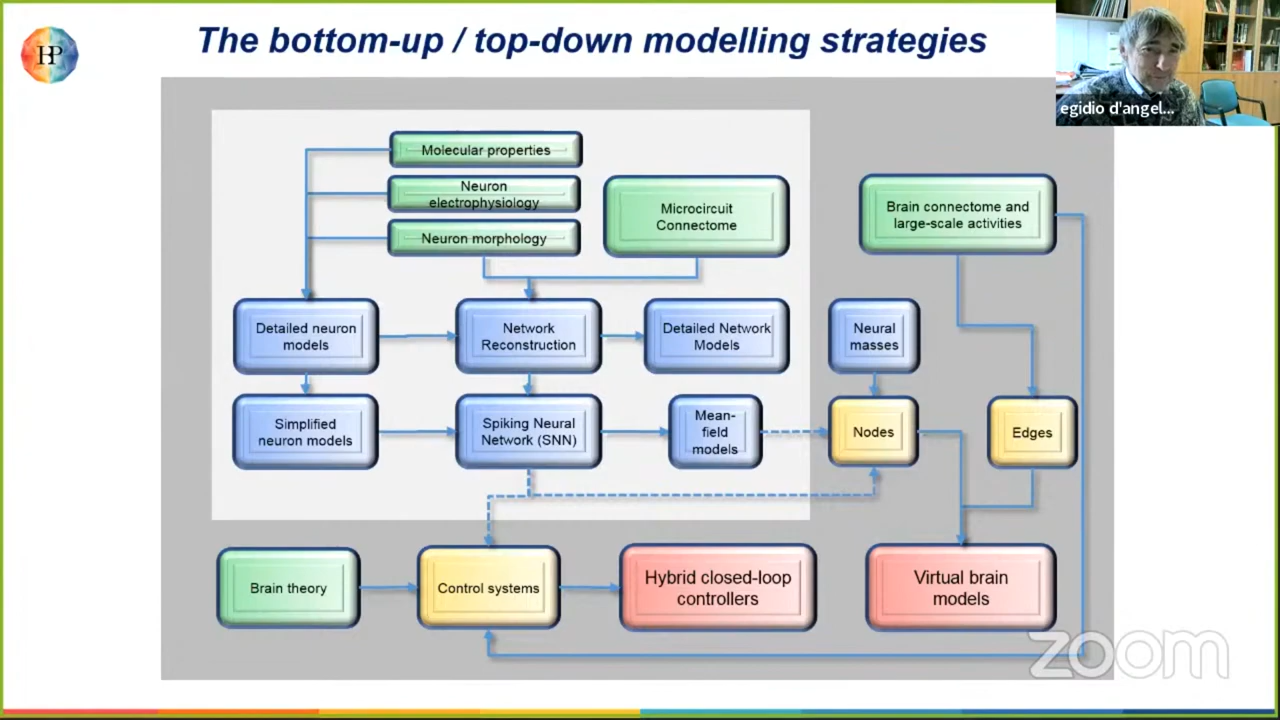 The bottom-up / top-down modelling strategies
HP
egidio d'angel...
Molecular properties
Neuron
electrophysiology
Neuron morphology
Microcircuit
Connectome
Brain connectome and
large-scale activities
Detailed neuron
models
Network
Reconstruction
Detailed Network
Models
Neural
masses
Simplified
neuron models
Spiking Neural
Network (SNN)
Mean-
field
models
Nodes
Edges
Brain theory
Control systems
Hybrid closed-loop
controllers
Virtual brain
models
zoom